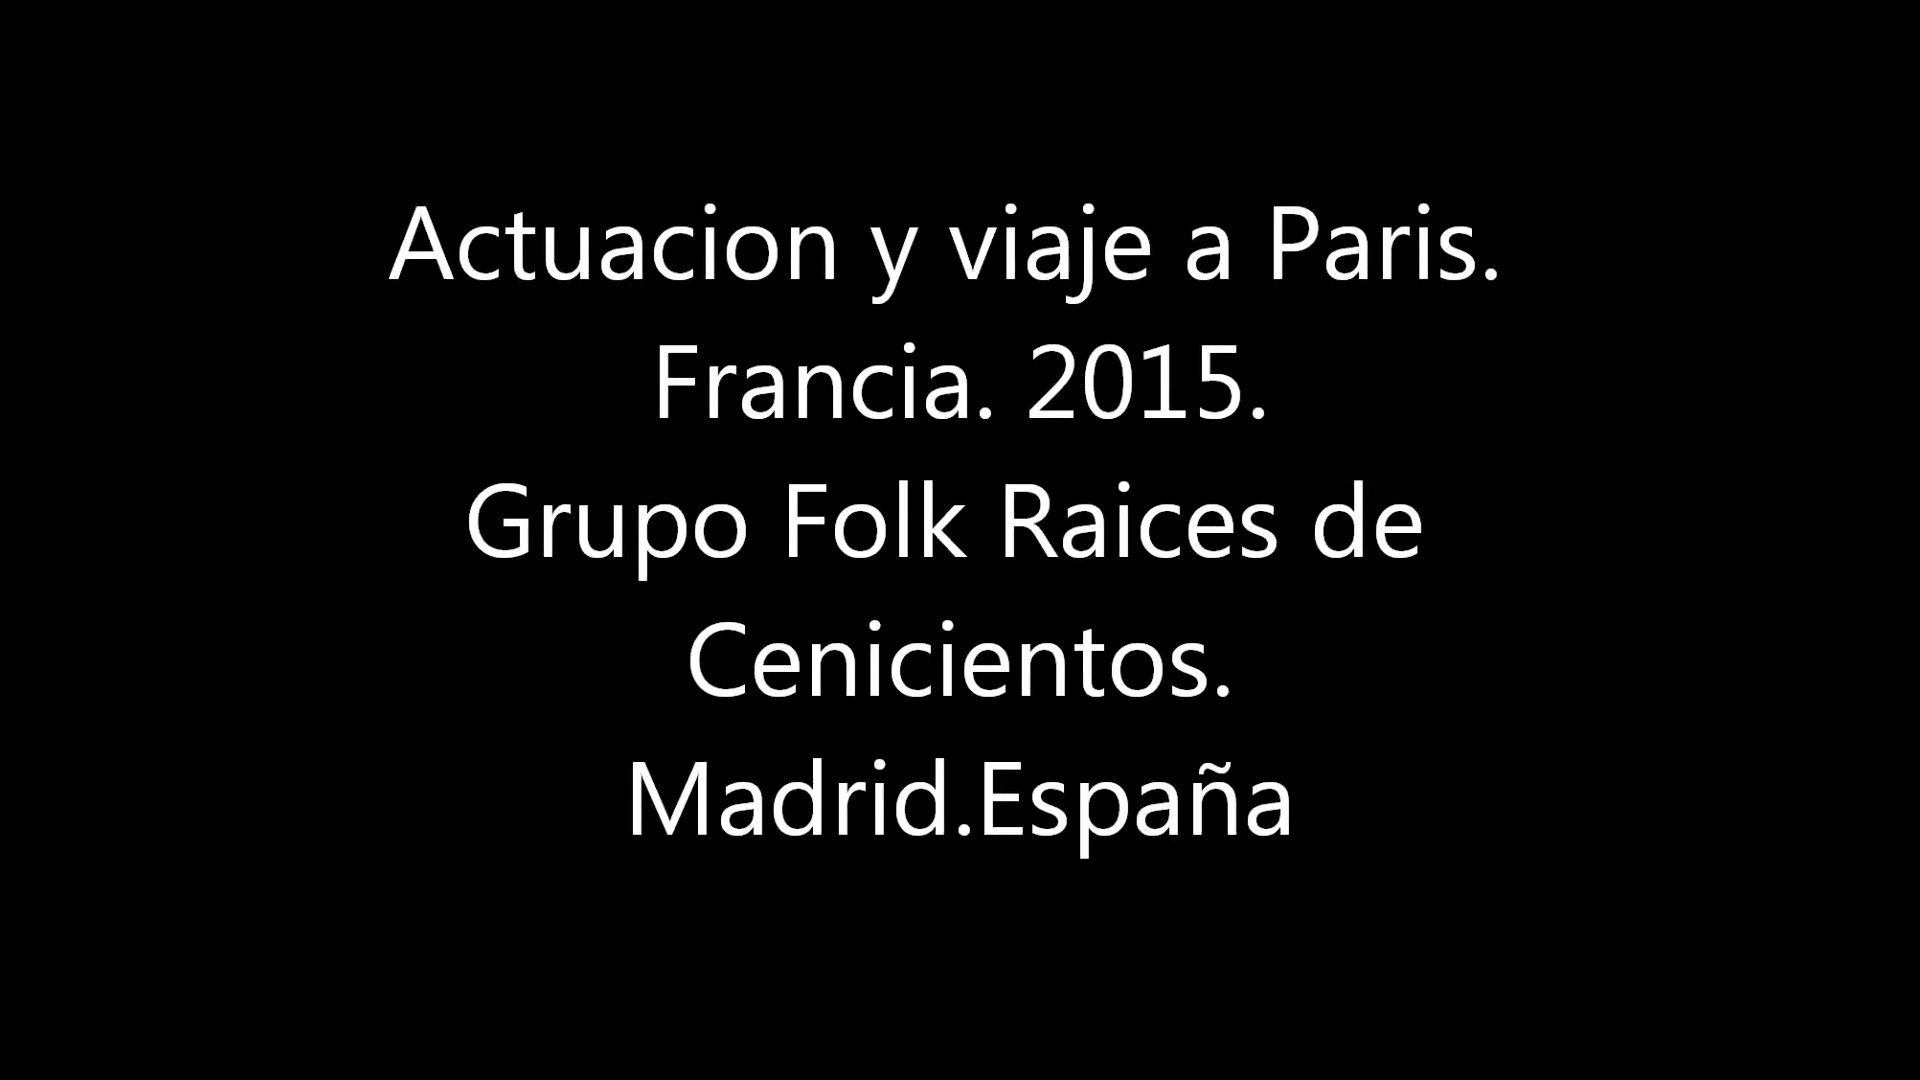 Actuacion y viaje a Paris.
Francia. 2015.
Grupo Folk Raices de
Cenicientos.
Madrid.España